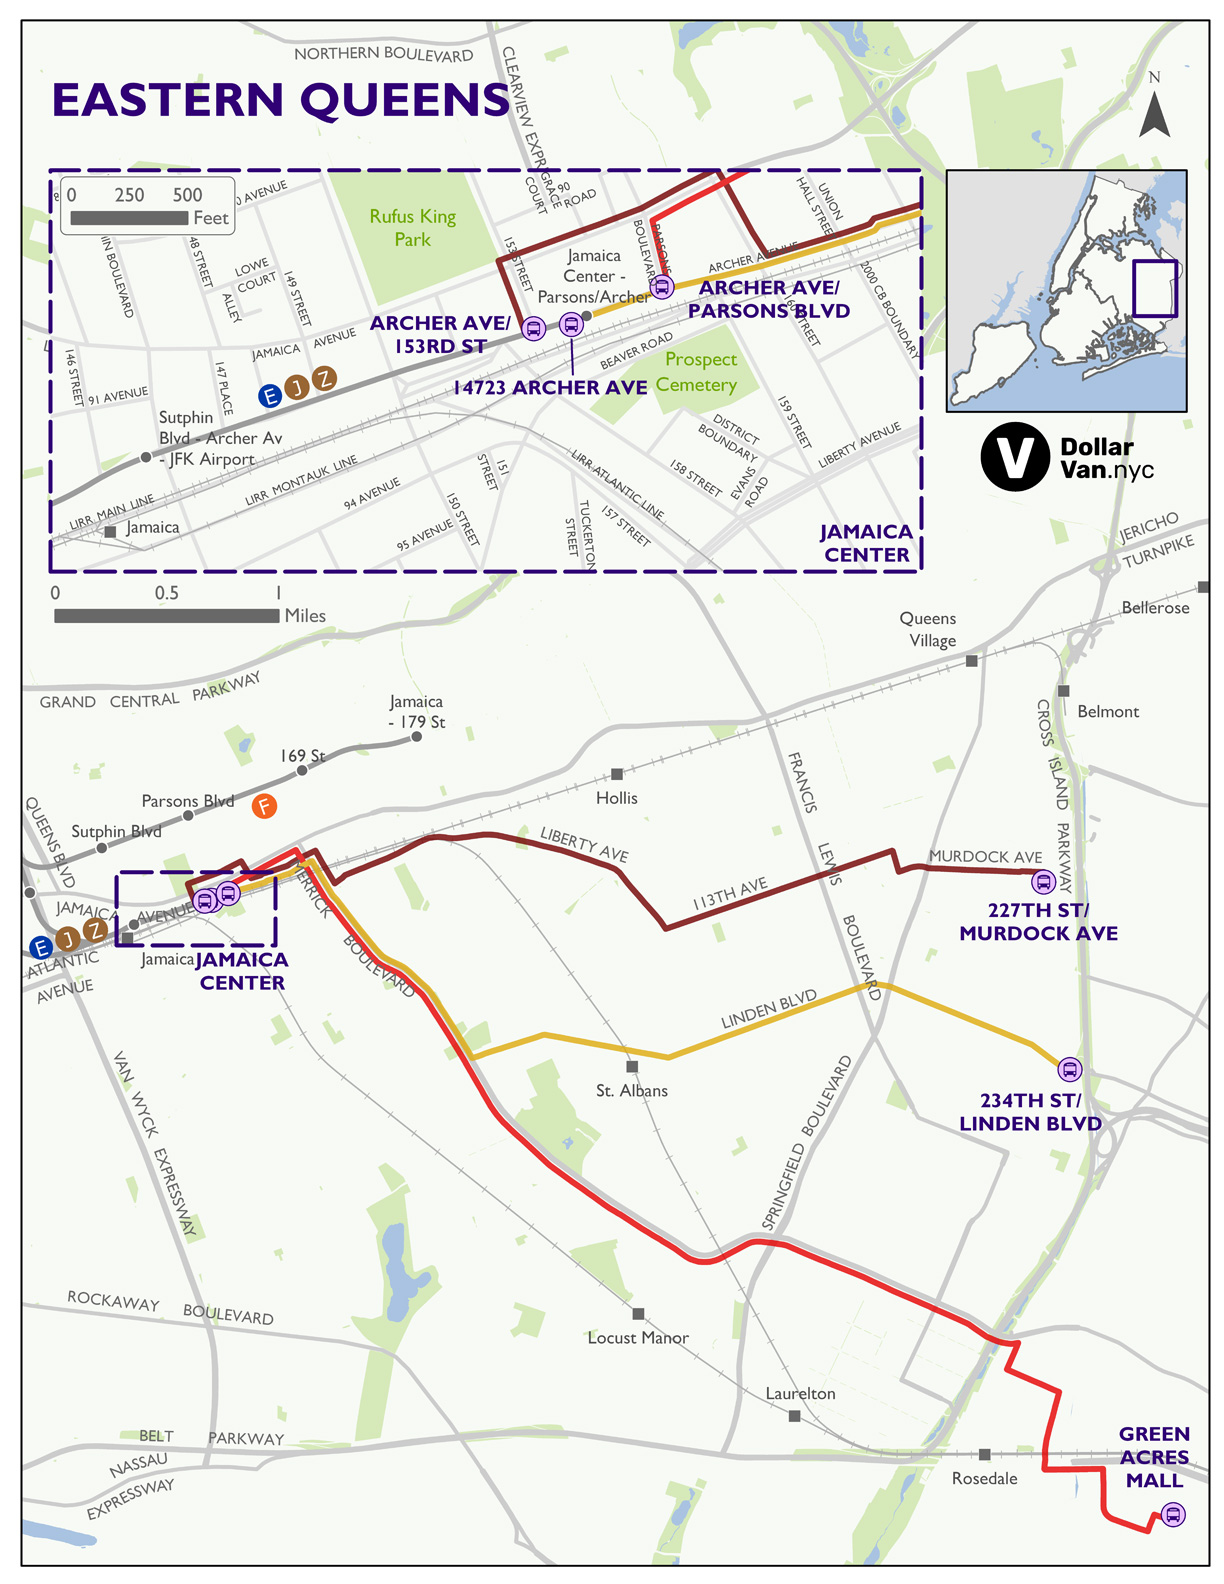 NORTHERN BOULEVARD
CLEARVIEW EXPR
EASTERN QUEENS
N
0 250 500
Feet
AVENUE
148 STREET
LOWE
COURT
ALLEY
149 STREET
Rufus King
Park
GRACE
COURT
90
ROAD
153 STREET
PARSONS
BOULEVARD
UNION
HALL STREET
Jamaica
Center -
Parsons/Archer
ARCHER AVENUE
ARCHER AVE/
PARSONS BLVD
ARCHER AVE/
153RD ST
14723 ARCHER AVE
160 STREET
2000 CB BOUNDARY
JAMAICA AVENUE
146 STREET
91 AVENUE
147 PLACE
E
J
Z
BEAVER ROAD
Prospect
Cemetery
Sutphin
Blvd - Archer Av
- JFK Airport
DISTRICT
BOUNDARY
159 STREET
LIBERTY AVENUE
158 STREET
EVANS
ROAD
LIRR MAIN LINE
LIRR MONTAUK LINE
LIRR-ATLANTIC-LINE
94 AVENUE
95 AVENUE
150 STREET
151
STREET
TUCKERTON
STREET
157 STREET
Jamaica
JAMAICA
CENTER
V
Dollar
Van.nyc
0 0.5 1
Miles
JERICHO
TURNPIKE
Bellerose
Queens
Village
Belmont
CROSS ISLAND PARKWAY
GRAND CENTRAL PARKWAY
Jamaica
- 179 St
169 St
Parsons Blvd
F
Sutphin Blvd
Hollis
QUEENS BLVD
FRANCIS LEWIS BOULEVARD
LIBERTY AVE
113TH AVE
MURDOCK AVE
227TH ST/
MURDOCK AVE
JAMAICA AVENUE
E
J
Z
ATLANTIC
AVENUE
Jamaica
JAMAICA
CENTER
MERRICK
BOULEVARD
LINDEN BLVD
234TH ST/
LINDEN BLVD
St. Albans
VAN WYCK EXPRESSWAY
SPRINGFIELD BOULEVARD
ROCKAWAY BOULEVARD
Locust Manor
Laurelton
BELT PARKWAY
NASSAU
EXPRESSWAY
Rosedale
GREEN
ACRES
MALL